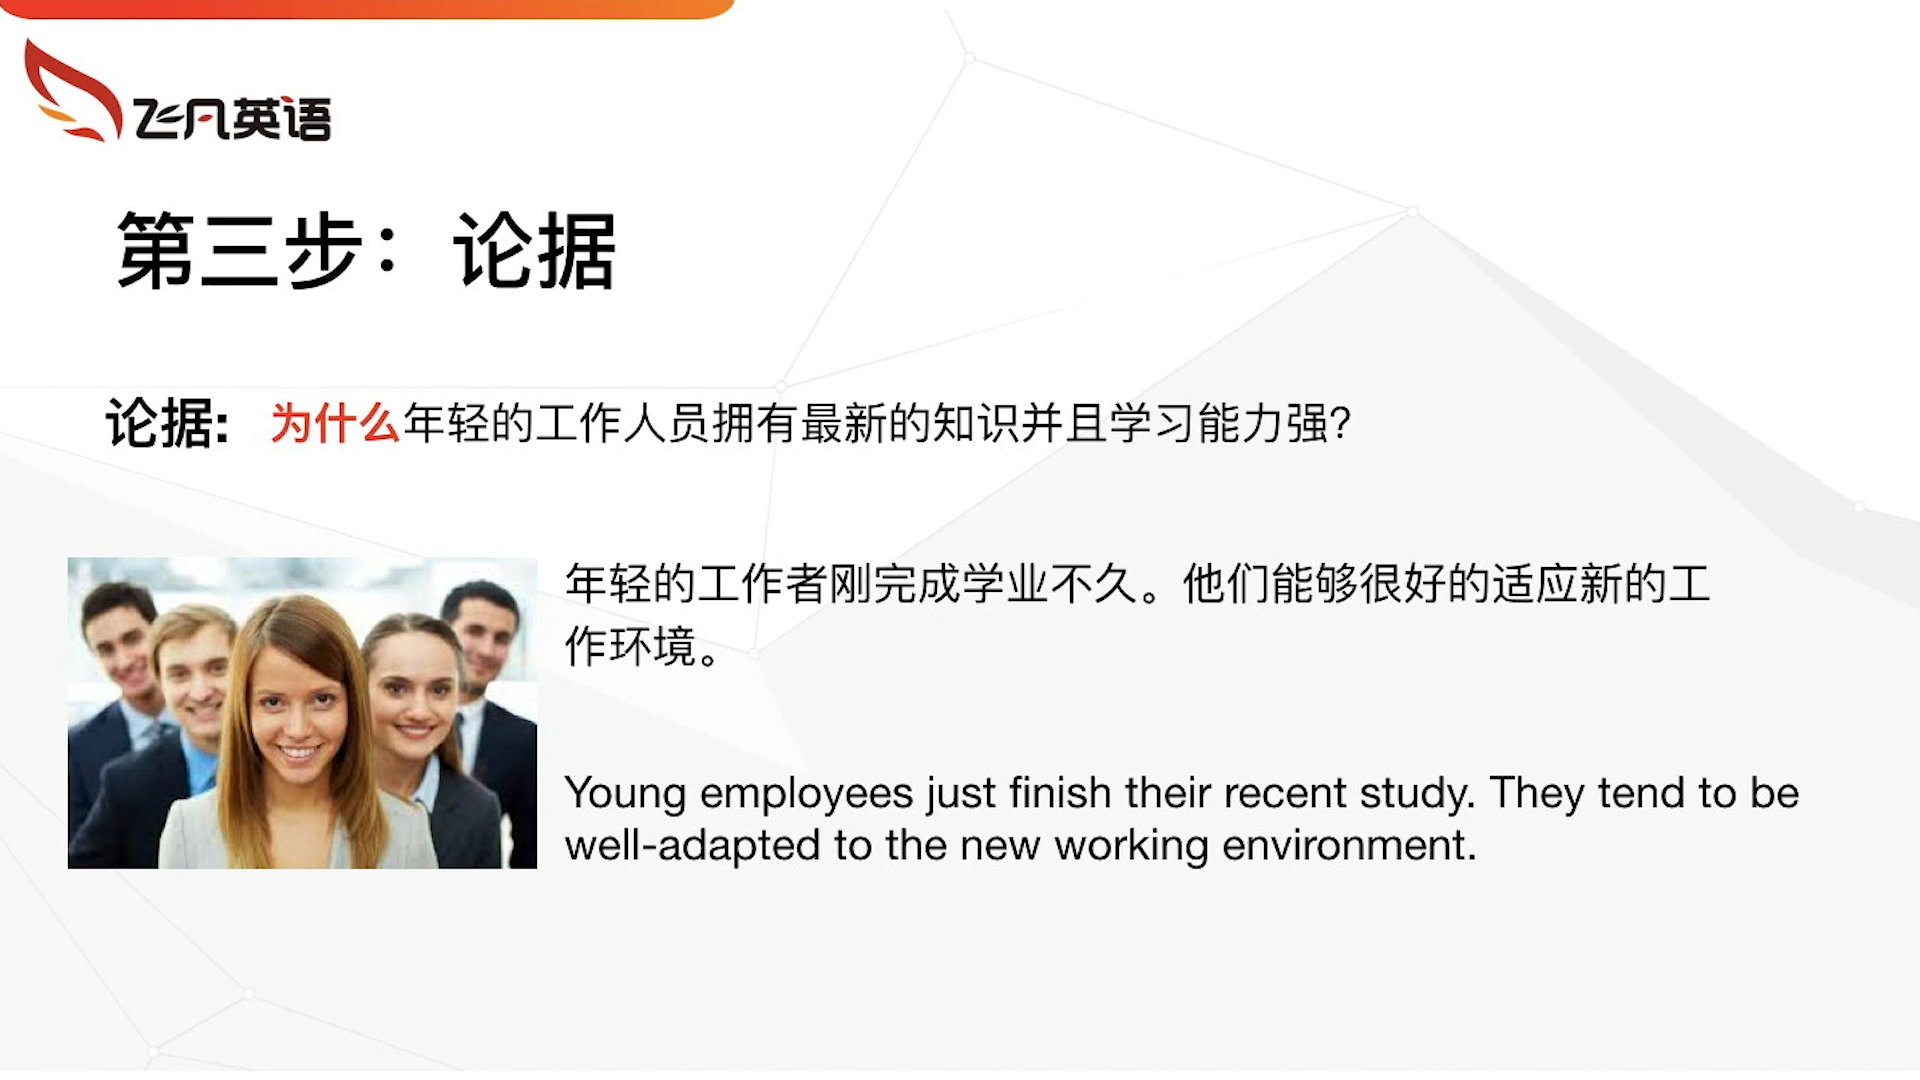 飞凡英语
第三步：论据
论据: 为什么年轻的工作人员拥有最新的知识并且学习能力强?
年轻的工作者刚完成学业不久。他们能够很好的适应新的工
作环境。
Young employees just finish their recent study. They tend to be
well-adapted to the new working environment.